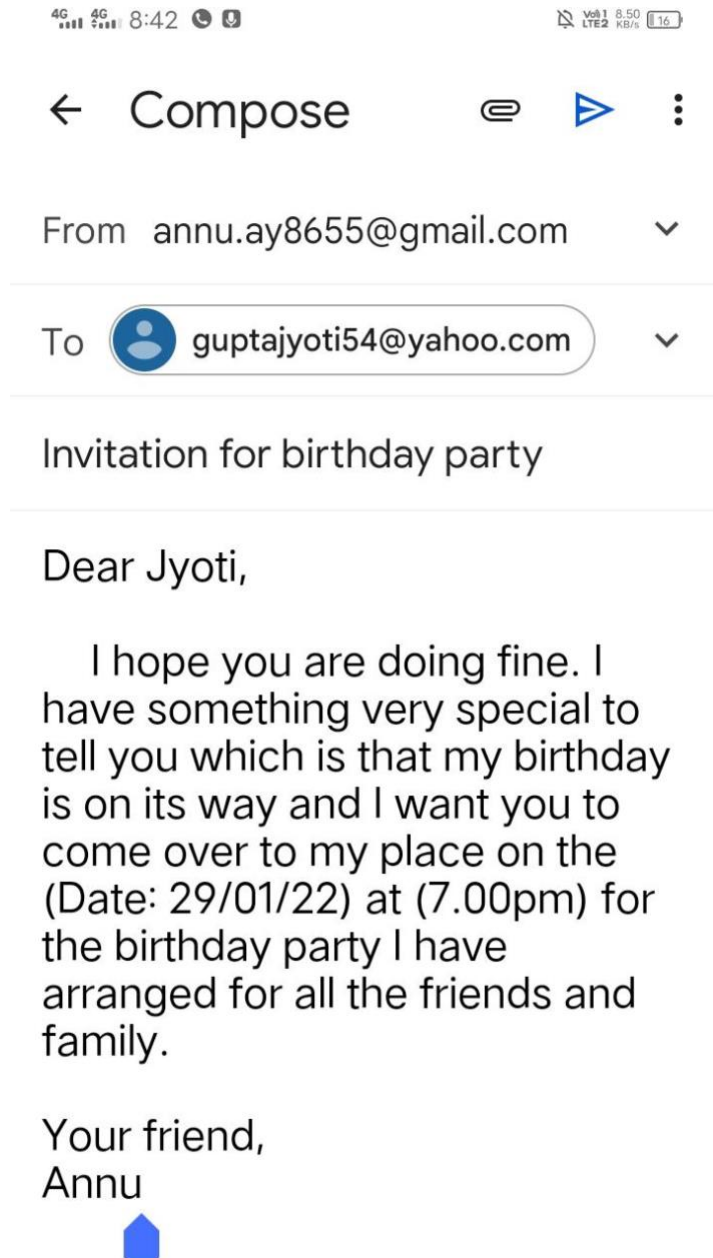 4G 4G 8:42 Vo1 LTE2 8.50 KB/s 16
Compose
From annu.ay8655@gmail.com
To guptajyoti54@yahoo.com
Invitation for birthday party
Dear Jyoti,
I hope you are doing fine. I
have something very special to
tell you which is that my birthday
is on its way and I want you to
come over to my place on the
(Date: 29/01/22) at (7.00pm) for
the birthday party I have
arranged for all the friends and
family.
Your friend,
Annu